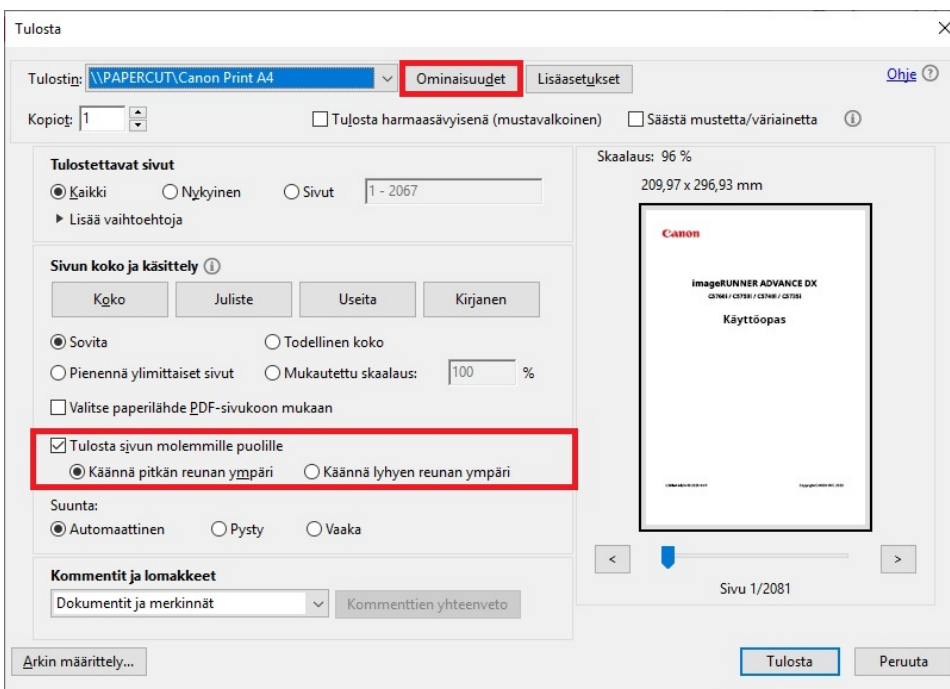 Tulosta
Tulostin: \\PAPERCUT\Canon Print A4 Ominaisuudet Lisäasetukset Ohje
Kopiot: 1 Tulosta harmaasävyisenä (mustavalkoinen) Säästä mustetta/väriainetta
Tulostettavat sivut
Kaikki Nykyinen Sivut 1 - 2067
Lisää vaihtoehtoja
Sivun koko ja käsittely
Koko Juliste Useita Kirjanen
Sovita Todellinen koko
Pienennä ylimittaiset sivut Mukautettu skaalaus: 100 %
Valitse paperilähde PDF-sivukoon mukaan
Tulosta sivun molemmille puolille
Käännä pitkän reunan ympäri Käännä lyhyen reunan ympäri
Suunta:
Automaattinen Pysty Vaaka
Kommentit ja lomakkeet
Dokumentit ja merkinnät Kommenttien yhteenveto
Skaalaus: 96 %
209,97 x 296,93 mm
Canon
imageRUNNER ADVANCE DX
C5760i / C5750i / C5740i / C5735i
Käyttöopas
< >
Sivu 1/2081
Arkin määrittely... Tulosta Peruuta